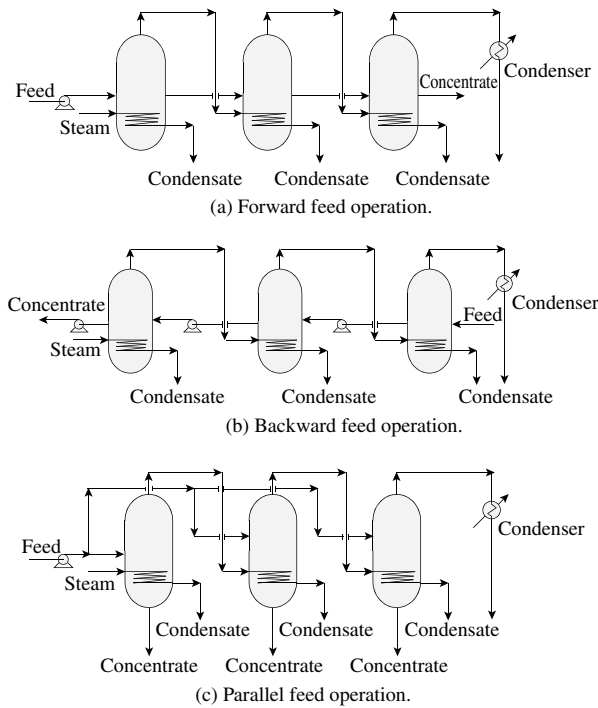 Feed
Steam
Concentrate
Condenser
Condensate
Condensate
Condensate
(a) Forward feed operation.
Concentrate
Steam
Feed
Condenser
Condensate
Condensate
Condensate
(b) Backward feed operation.
Feed
Steam
Condenser
Condensate
Condensate
Condensate
Concentrate
Concentrate
Concentrate
(c) Parallel feed operation.